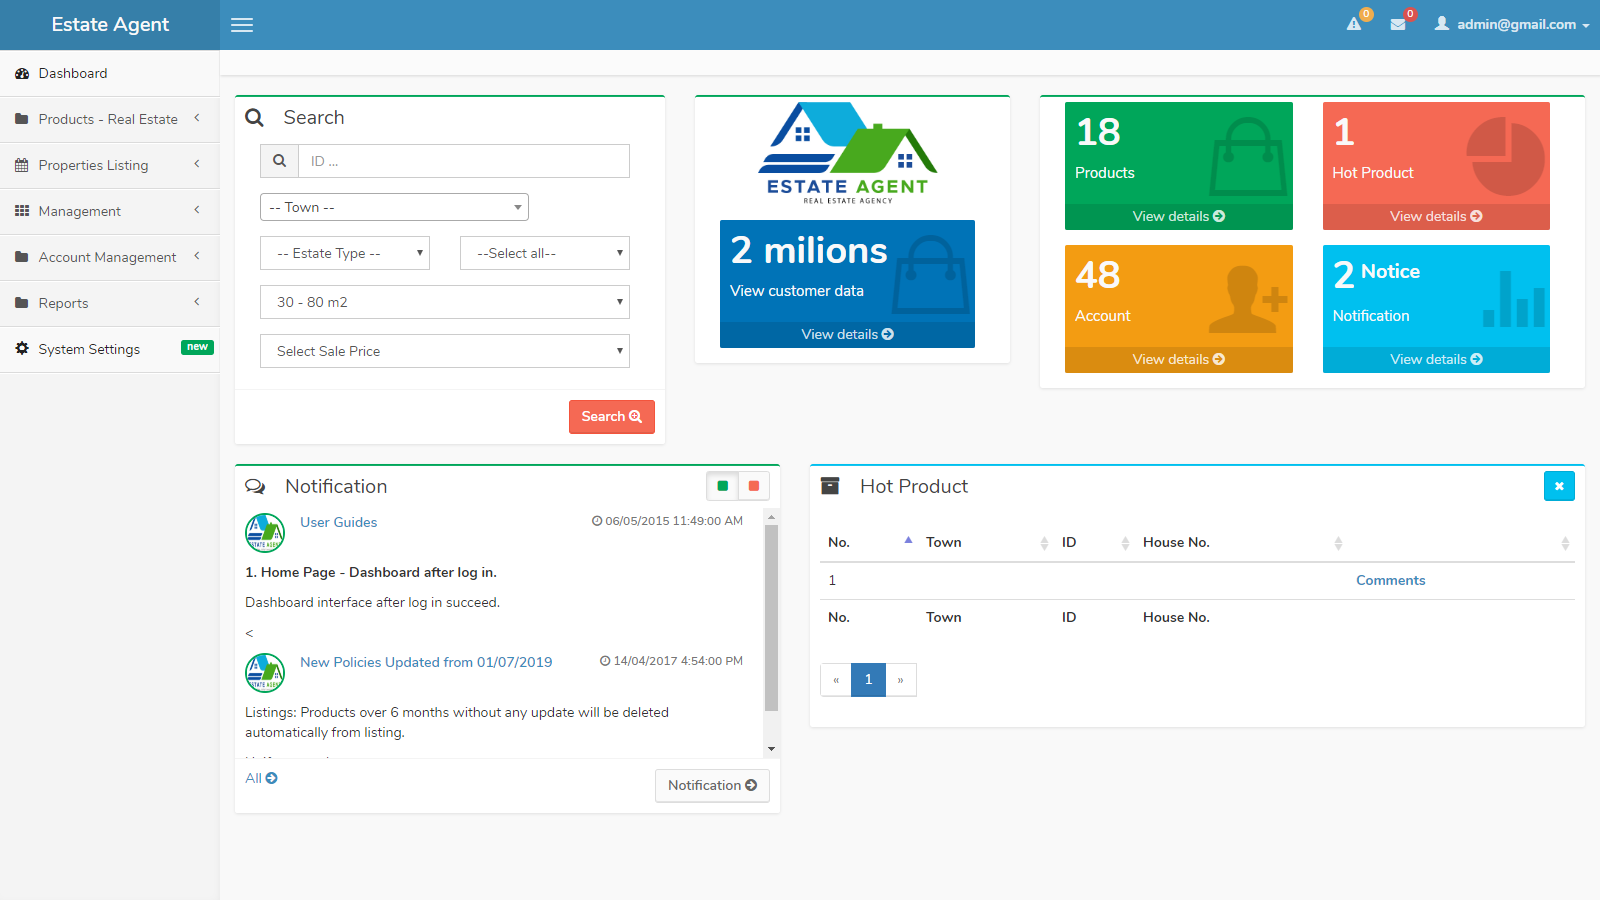 Estate Agent
0
0
admin@gmail.com
Dashboard
Products - Real Estate
Properties Listing
Management
Account Management
Reports
System Settings new
Search
ID ...
-- Town --
-- Estate Type -- --Select all--
30 - 80 m2
Select Sale Price
Search
ESTATE AGENT
REAL ESTATE AGENCY
2 milions
View customer data
View details
18
Products
View details
1
Hot Product
View details
48
Account
View details
2 Notice
Notification
View details
Notification
User Guides 06/05/2015 11:49:00 AM
1. Home Page - Dashboard after log in.
Dashboard interface after log in succeed.
<
New Policies Updated from 01/07/2019 14/04/2017 4:54:00 PM
Listings: Products over 6 months without any update will be deleted
automatically from listing.
All
Notification
Hot Product
No. Town ID House No.
1 Comments
No. Town ID House No.
« 1 »